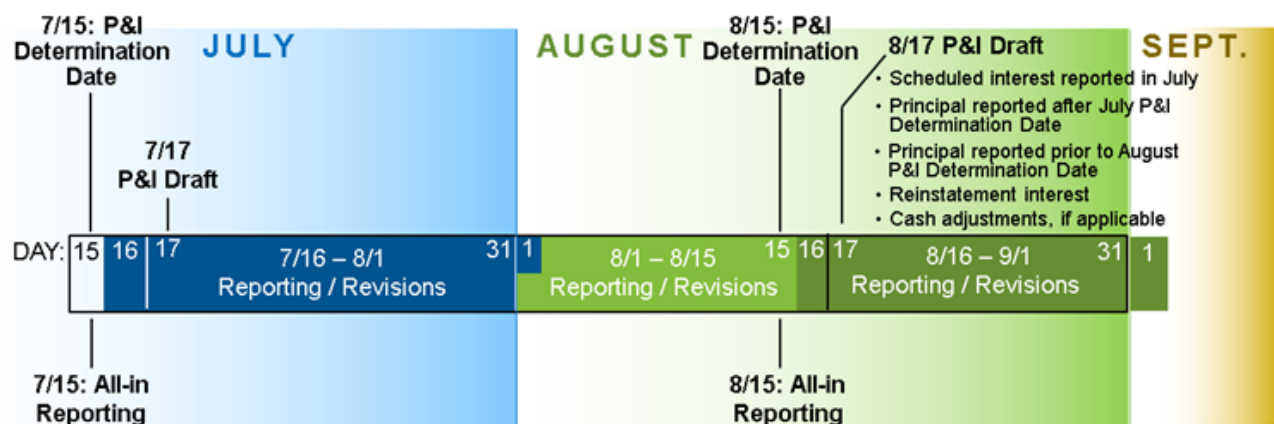 7/15: P&I
Determination
Date
JULY
7/17
P&I Draft
AUGUST
8/15: P&I
Determination
Date
8/17 P&I Draft
• Scheduled interest reported in July
• Principal reported after July P&I
Determination Date
• Principal reported prior to August
P&I Determination Date
• Reinstatement interest
• Cash adjustments, if applicable
SEPT.
DAY: 15 16 17 31 1 15 16 17 31 1
7/16 – 8/1
Reporting / Revisions
8/1 – 8/15
Reporting / Revisions
8/16 – 9/1
Reporting / Revisions
7/15: All-in
Reporting
8/15: All-in
Reporting